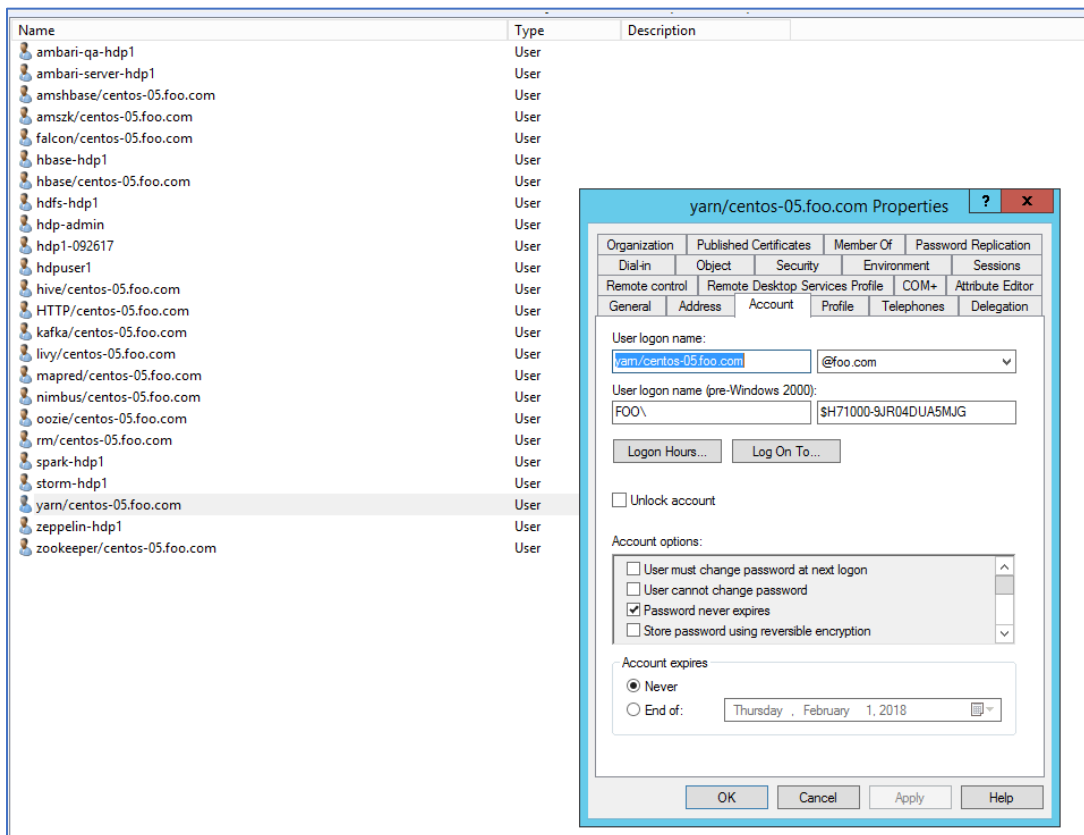 Name Type Description
ambari-qa-hdp1 User
ambari-server-hdp1 User
amshbase/centos-05.foo.com User
amszk/centos-05.foo.com User
falcon/centos-05.foo.com User
hbase-hdp1 User
hbase/centos-05.foo.com User
hdfs-hdp1 User
hdp-admin User
hdp1-092617 User
hdpuser1 User
hive/centos-05.foo.com User
HTTP/centos-05.foo.com User
kafka/centos-05.foo.com User
livy/centos-05.foo.com User
mapred/centos-05.foo.com User
nimbus/centos-05.foo.com User
oozie/centos-05.foo.com User
rm/centos-05.foo.com User
spark-hdp1 User
storm-hdp1 User
yarn/centos-05.foo.com User
zeppelin-hdp1 User
zookeeper/centos-05.foo.com User
yarn/centos-05.foo.com Properties ? x
Organization Published Certificates Member Of Password Replication
Dial-in Object Security Environment Sessions
Remote control Remote Desktop Services Profile COM+ Attribute Editor
General Address Account Profile Telephones Delegation
User logon name:
yarn/centos-05.foo.com @foo.com
User logon name (pre-Windows 2000):
FOO\ $H71000-9JR04DUA5MJG
Logon Hours... Log On To...
Unlock account
Account options:
User must change password at next logon
User cannot change password
Password never expires
Store password using reversible encryption
Account expires
Never
End of: Thursday , February 1, 2018
OK Cancel Apply Help